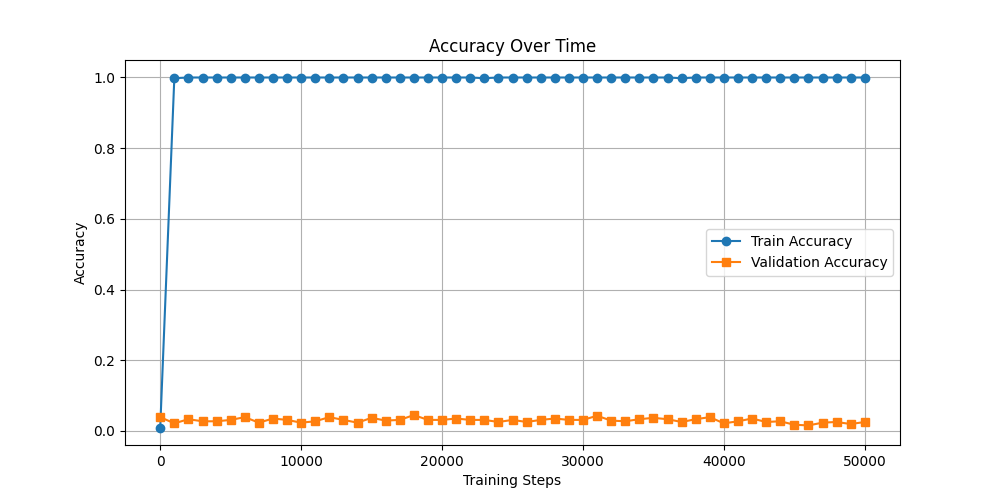 Accuracy Over Time
1.0
0.8
0.6
0.4
0.2
0.0
Accuracy
Train Accuracy
Validation Accuracy
0 10000 20000 30000 40000 50000
Training Steps